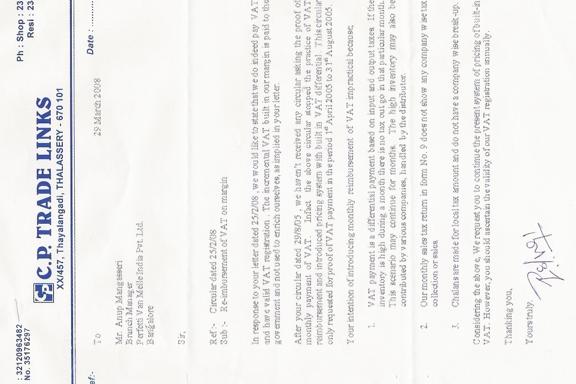 : 32120963482
No. 35176297
Ph : Shop : 23
Resi : 23
C.P. TRADE LINKS
XX/457, Thayalangadi, THALASSERY - 670 101
Ref:-
Date :
29 March 2008
To
Mr. Anup Mangasseri
Branch Manager
Perfetti Van Melle India Pvt. Ltd.
Bangalore
Sir,
Ref:- Circular dated 25/2/08
Sub :- Re-imbursement of VAT on margin
In response to your letter dated 25/2/08, we would like to state that we do indeed pay VAT
and have a valid VAT registration. The incremental VAT built in our margin is paid to the
government and not used to enrich ourselves, as implied in your letter.
After your circular dated 29/8/05, we haven't received any circular asking the proof of
monthly payment of VAT. Infact the above circular stopped the practice of VAT
reimbursement and introduced pricing system with built in VAT differential. This circular
only requested for proof of VAT payment in the period 1st April 2005 to 31st August 2005.
Your intention of introducing monthly reimbursement of VAT is impractical because,
1. VAT payment is a differential payment based on input and output taxes. If the
inventory is high during a month there is no tax out go in that particular month.
This scenario may continue for months. The high inventory may also be
contributed by various companies, handled by the distributor.
2. Our monthly sales tax return in form No. 9 does not show any company wise tax
collection or sales.
3. Chalans are made for total tax amount and do not have a company wise break-up.
Considering the above, We request you to continue the present system of pricing of built-in
VAT. However, you should ascertain the validity of our VAT registration annually.
Thanking you,
Yours truly,